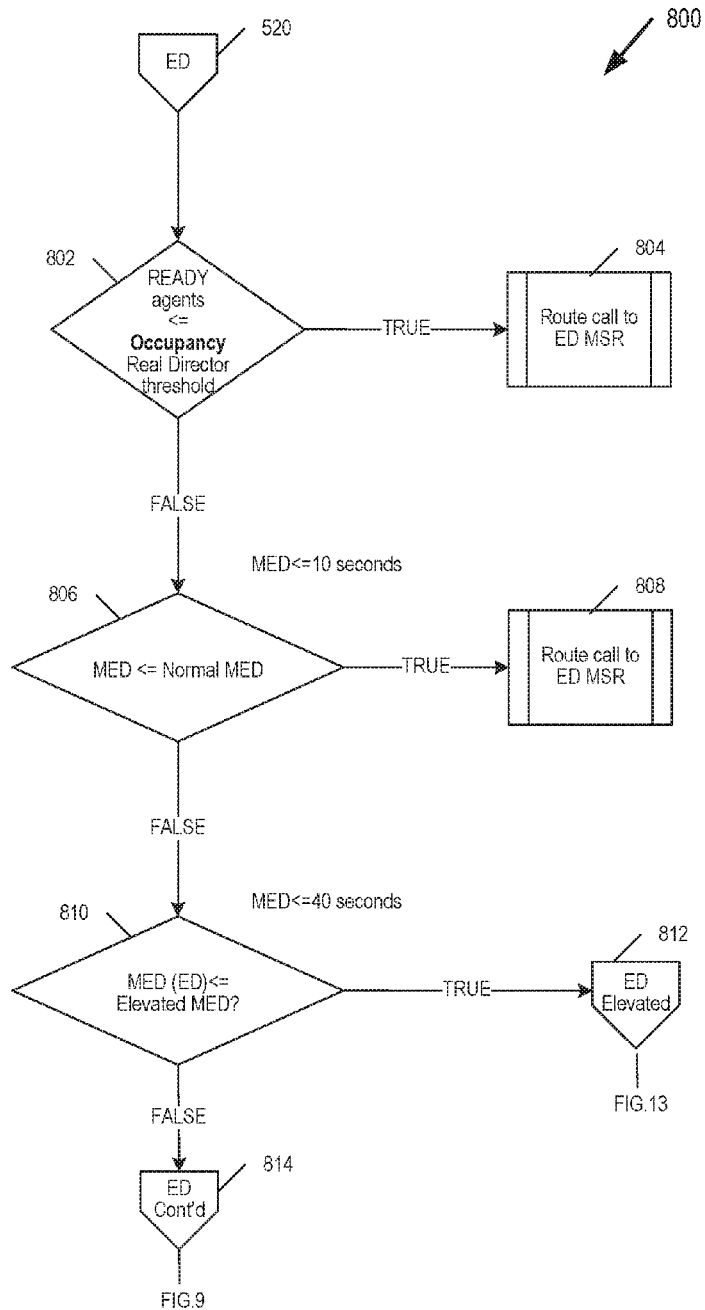 800
520
ED
802
READY
agents
<=
Occupancy
Real Director
threshold
TRUE
804
Route call to
ED MSR
FALSE
MED<=10 seconds
806
MED <= Normal MED
TRUE
808
Route call to
ED MSR
FALSE
MED<=40 seconds
810
MED (ED)<=
Elevated MED?
TRUE
812
ED
Elevated
FIG.13
FALSE
814
ED
Cont'd
FIG.9